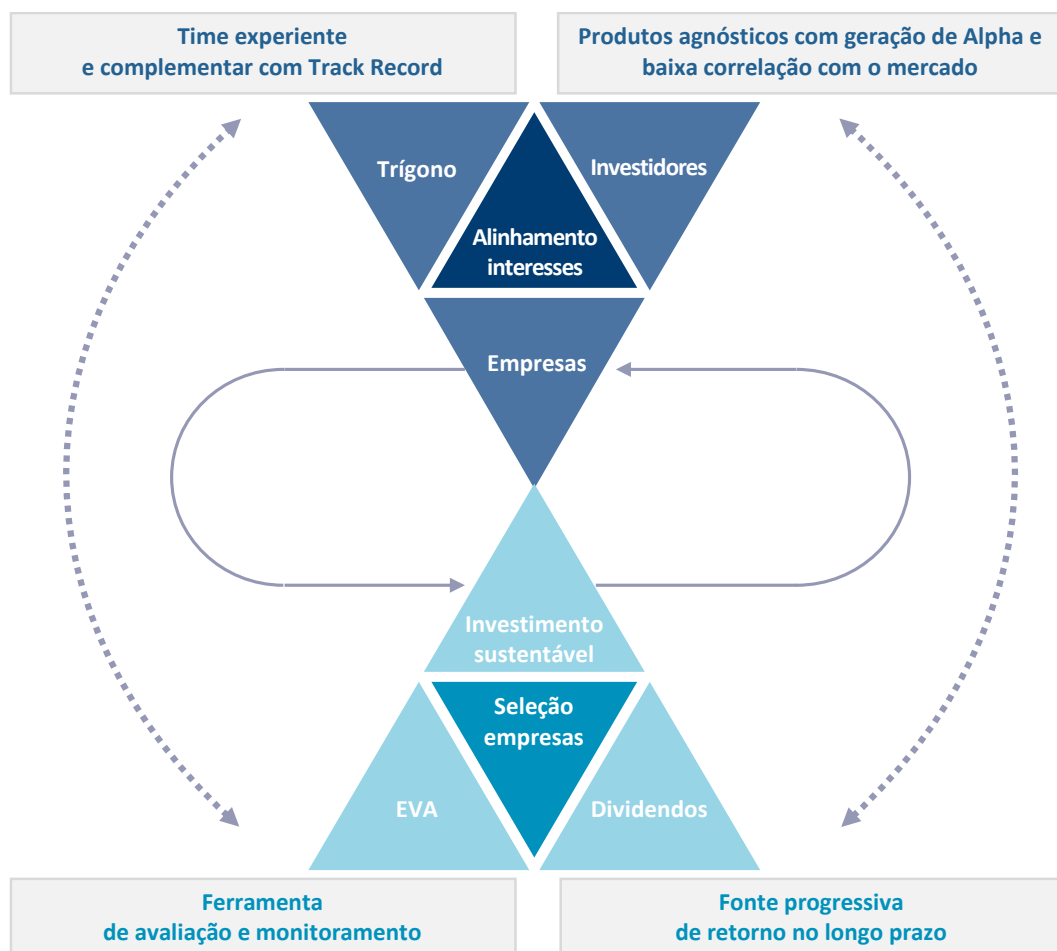 Time experiente
e complementar com Track Record
Produtos agnósticos com geração de Alpha e
baixa correlação com o mercado
Trígono
Investidores
Alinhamento
interesses
Empresas
Investimento
sustentável
Seleção
empresas
EVA
Dividendos
Ferramenta
de avaliação e monitoramento
Fonte progressiva
de retorno no longo prazo